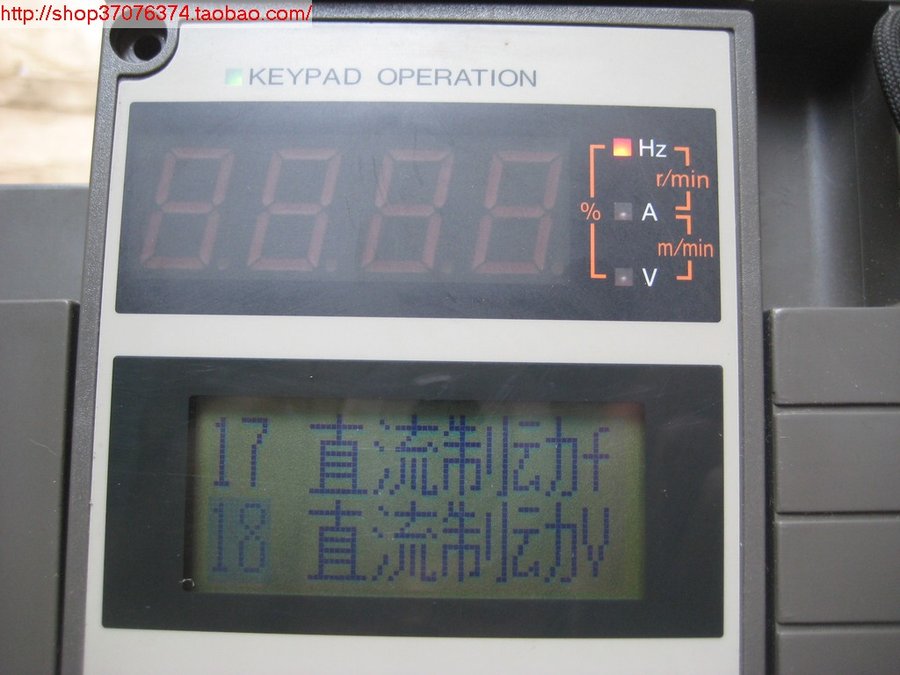 http://shop37076374.taobao.com/
KEYPAD OPERATION
8888
Hz
r/min
% A
m/min
V
17 直流制动f
18 直流制动V